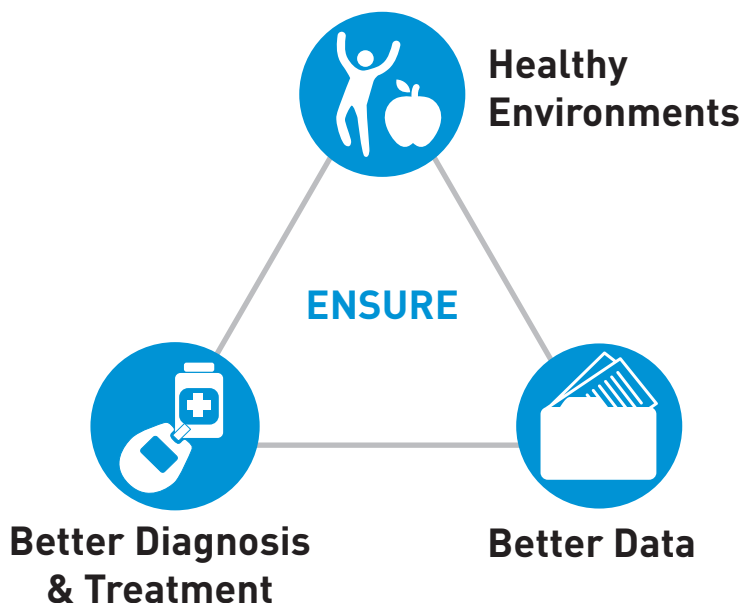 Healthy
Environments
ENSURE
Better Diagnosis
& Treatment
Better Data